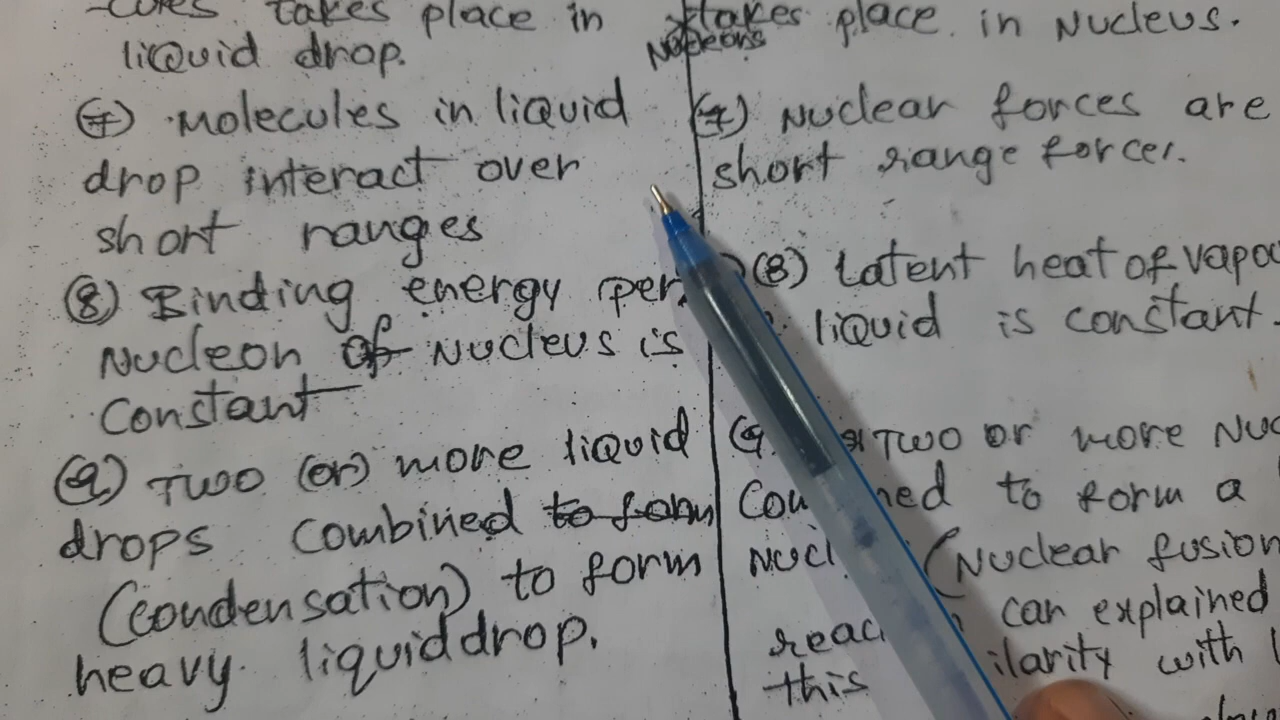 takes place in
liquid drop.
(7) Molecules in liquid
drop interact over
short ranges
(8) Binding energy per
Nucleon of Nucleus is
Constant
(9) Two (or) more liquid
drops combined to form
(condensation) to form
heavy liquid drop.
takes place in Nucleus.
Nucleons
(7) Nuclear forces are
short range forces.
(8) Latent heat of
liquid is constant.
Two or more
to form a
(Nuclear fusion
can explained
this with